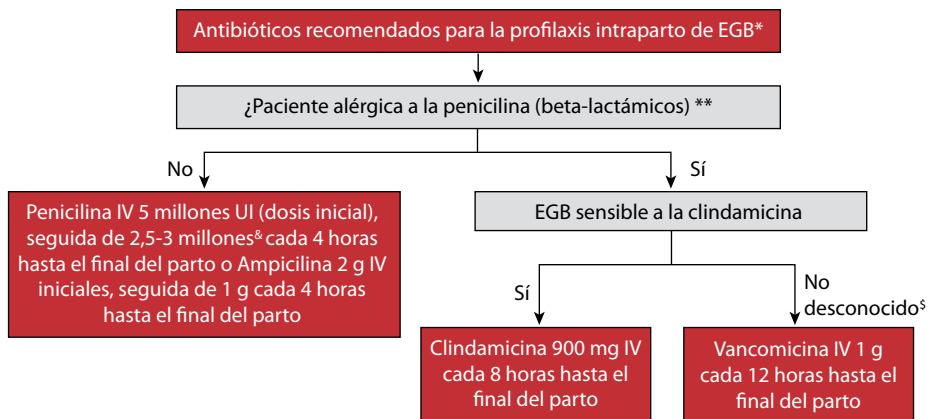 Antibióticos recomendados para la profilaxis intraparto de EGB*
¿Paciente alérgica a la penicilina (beta-lactámicos) **
No
Sí
Penicilina IV 5 millones UI (dosis inicial),
seguida de 2,5-3 millones& cada 4 horas
hasta el final del parto o Ampicilina 2 g IV
iniciales, seguida de 1 g cada 4 horas
hasta el final del parto
EGB sensible a la clindamicina
Sí
No
desconocido$
Clindamicina 900 mg IV
cada 8 horas hasta el
final del parto
Vancomicina IV 1 g
cada 12 horas hasta el
final del parto